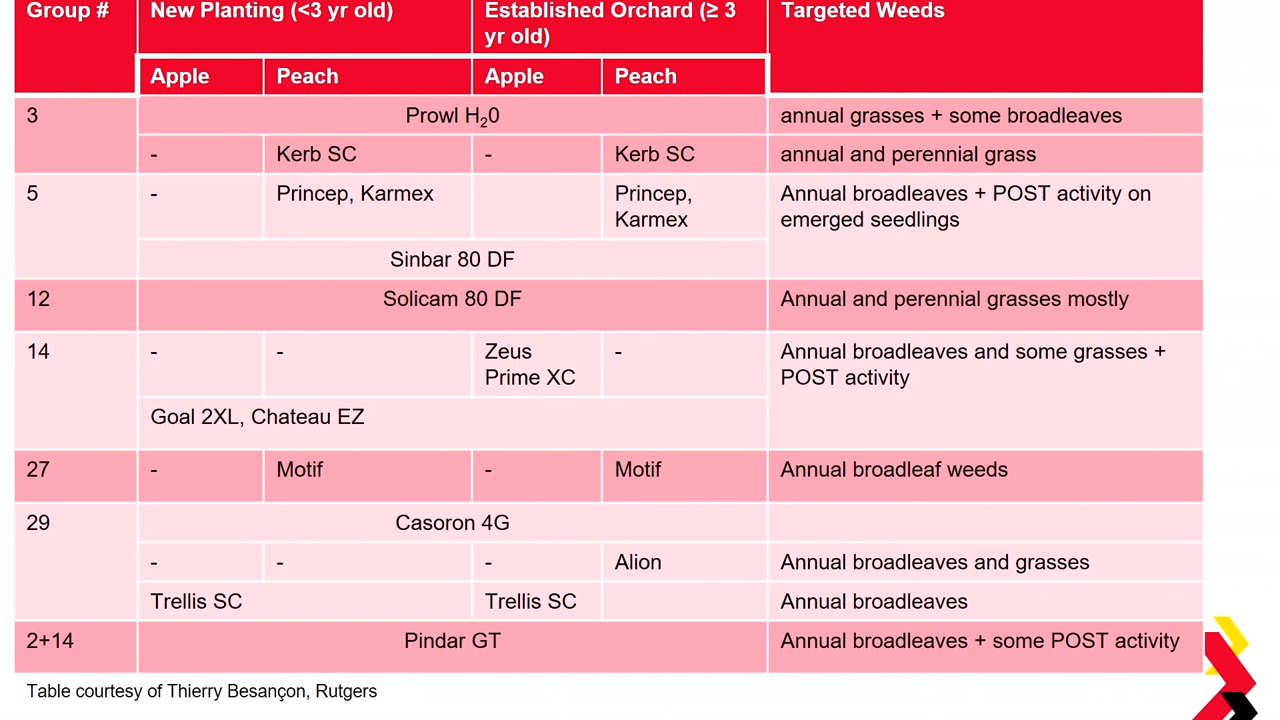 Group # New Planting (<3 yr old) Established Orchard (≥ 3 Targeted Weeds
yr old)
Apple Peach Apple Peach
3 Prowl H₂0 annual grasses + some broadleaves
- Kerb SC - Kerb SC annual and perennial grass
5 - Princep, Karmex Princep, Annual broadleaves + POST activity on
Karmex emerged seedlings
Sinbar 80 DF
12 Solicam 80 DF Annual and perennial grasses mostly
14 - - Zeus - Annual broadleaves and some grasses +
Prime XC POST activity
Goal 2XL, Chateau EZ
27 - Motif - Motif Annual broadleaf weeds
29 Casoron 4G
- - - Alion Annual broadleaves and grasses
Trellis SC Trellis SC Annual broadleaves
2+14 Pindar GT Annual broadleaves + some POST activity
Table courtesy of Thierry Besançon, Rutgers